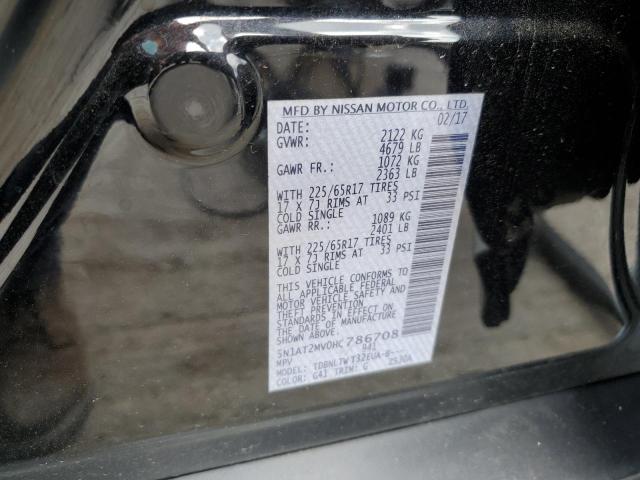 MFD BY NISSAN MOTOR CO., LTD.
DATE: 02/17
GVWR: 2122 KG
4679 LB
GAWR FR.: 1072 KG
2363 LB
WITH 225/65R17 TIRES
17 X 7J RIMS AT 33 PSI
COLD SINGLE
GAWR RR.: 1089 KG
2401 LB
WITH 225/65R17 TIRES
17 X 7J RIMS AT 33 PSI
COLD SINGLE
THIS VEHICLE CONFORMS TO
ALL APPLICABLE FEDERAL
MOTOR VEHICLE SAFETY AND
THEFT PREVENTION
STANDARDS IN EFFECT ON
THE DATE OF MANUFACTURE
SHOWN ABOVE.
5N1AT2MV0HC786708
MPV 941
MODEL: TDBNLTW T32EUA-B--
COLOR: G41 TRIM: G 2530A